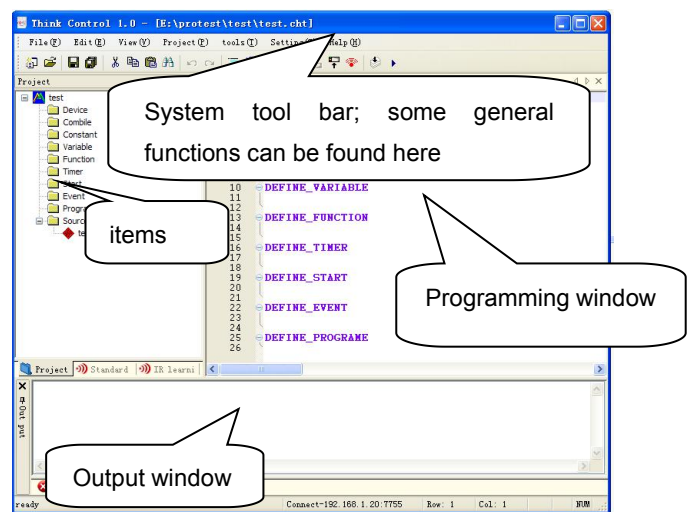 Think Control 1.0 - [E:\protest\test\test.cht]
File(F) Edit(E) View(V) Project(P) tools(T) Help(H)
Project
test
Device
Combile
Constant
Variable
Function
Timer
Event
System tool bar; some general
functions can be found here
items
10 DEFINE_VARIABLE
11
12
13 DEFINE_FUNCTION
14
15
16 DEFINE_TIMER
17
18
19 DEFINE_START
20
21
22 DEFINE_EVENT
23
24
25 DEFINE_PROGRAME
26
Programming window
Project Standard IR learni
Out put
Output window
ready Connect-192.168.1.20:7755 Row: 1 Col: 1 NUM